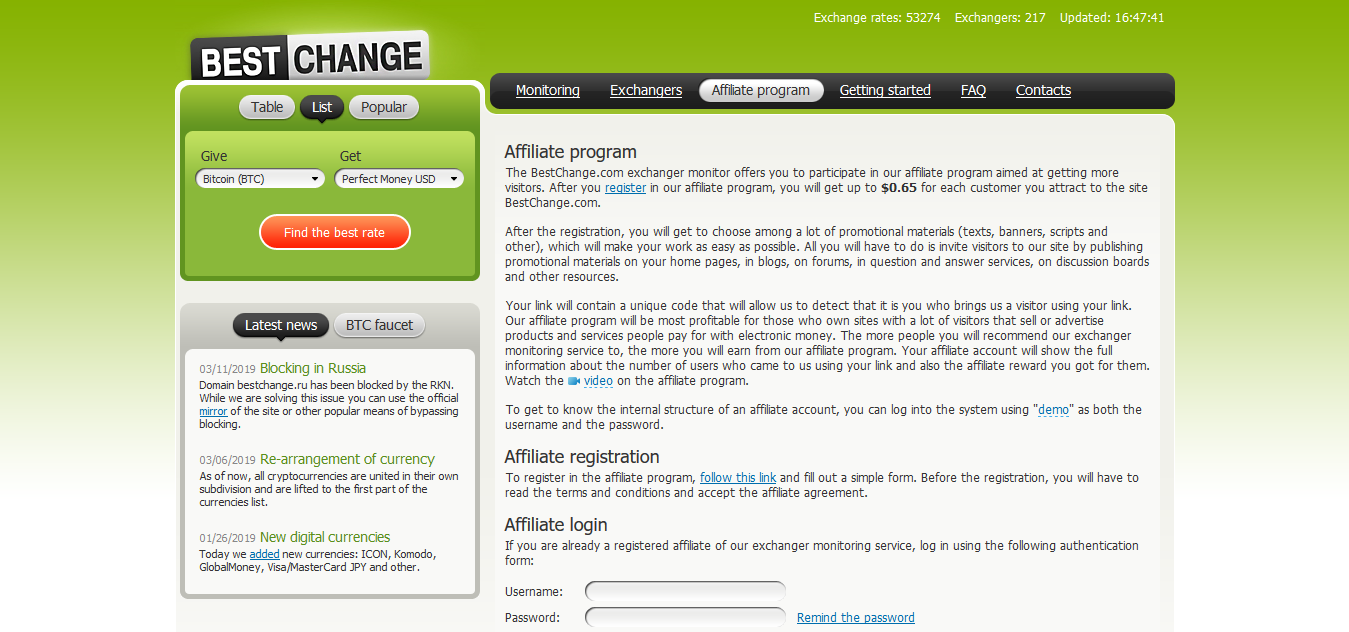 Exchange rates: 53274 Exchangers: 217 Updated: 16:47:41
BEST CHANGE
Monitoring Exchangers Affiliate program Getting started FAQ Contacts
Table List Popular
Give Get
Bitcoin (BTC) Perfect Money USD
Find the best rate
Latest news BTC faucet
03/11/2019 Blocking in Russia
Domain bestchange.ru has been blocked by the RKN.
While we are solving this issue you can use the official
mirror of the site or other popular means of bypassing
blocking.
03/06/2019 Re-arrangement of currency
As of now, all cryptocurrencies are united in their own
subdivision and are lifted to the first part of the
currencies list.
01/26/2019 New digital currencies
Today we added new currencies: ICON, Komodo,
GlobalMoney, Visa/MasterCard JPY and other.
Affiliate program
The BestChange.com exchanger monitor offers you to participate in our affiliate program aimed at getting more
visitors. After you register in our affiliate program, you will get up to $0.65 for each customer you attract to the site
BestChange.com.
After the registration, you will get to choose among a lot of promotional materials (texts, banners, scripts and
other), which will make your work as easy as possible. All you will have to do is invite visitors to our site by publishing
promotional materials on your home pages, in blogs, on forums, in question and answer services, on discussion boards
and other resources.
Your link will contain a unique code that will allow us to detect that it is you who brings us a visitor using your link.
Our affiliate program will be most profitable for those who own sites with a lot of visitors that sell or advertise
products and services people pay for with electronic money. The more people you will recommend our exchanger
monitoring service to, the more you will earn from our affiliate program. Your affiliate account will show the full
information about the number of users who came to us using your link and also the affiliate reward you got for them.
Watch the video on the affiliate program.
To get to know the internal structure of an affiliate account, you can log into the system using "demo" as both the
username and the password.
Affiliate registration
To register in the affiliate program, follow this link and fill out a simple form. Before the registration, you will have to
read the terms and conditions and accept the affiliate agreement.
Affiliate login
If you are already a registered affiliate of our exchanger monitoring service, log in using the following authentication
form:
Username:
Password: Remind the password